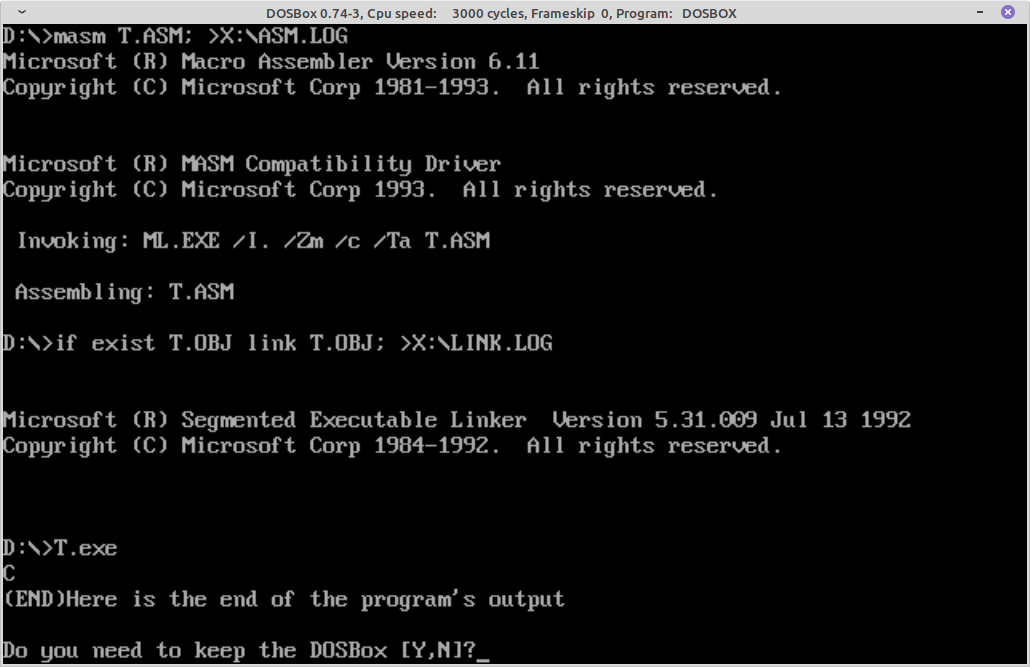 DOSBox 0.74-3, Cpu speed: 3000 cycles, Frameskip 0, Program: DOSBOX
D:\>masm T.ASM; >X:\ASM.LOG
Microsoft (R) Macro Assembler Version 6.11
Copyright (C) Microsoft Corp 1981-1993.  All rights reserved.
Microsoft (R) MASM Compatibility Driver
Copyright (C) Microsoft Corp 1993.  All rights reserved.
Invoking: ML.EXE /I. /Zm /c /Ta T.ASM
Assembling: T.ASM
D:\>if exist T.OBJ link T.OBJ; >X:\LINK.LOG
Microsoft (R) Segmented Executable Linker  Version 5.31.009 Jul 13 1992
Copyright (C) Microsoft Corp 1984-1992.  All rights reserved.
D:\>T.exe
C
(END)Here is the end of the program's output
Do you need to keep the DOSBox [Y,N]?_